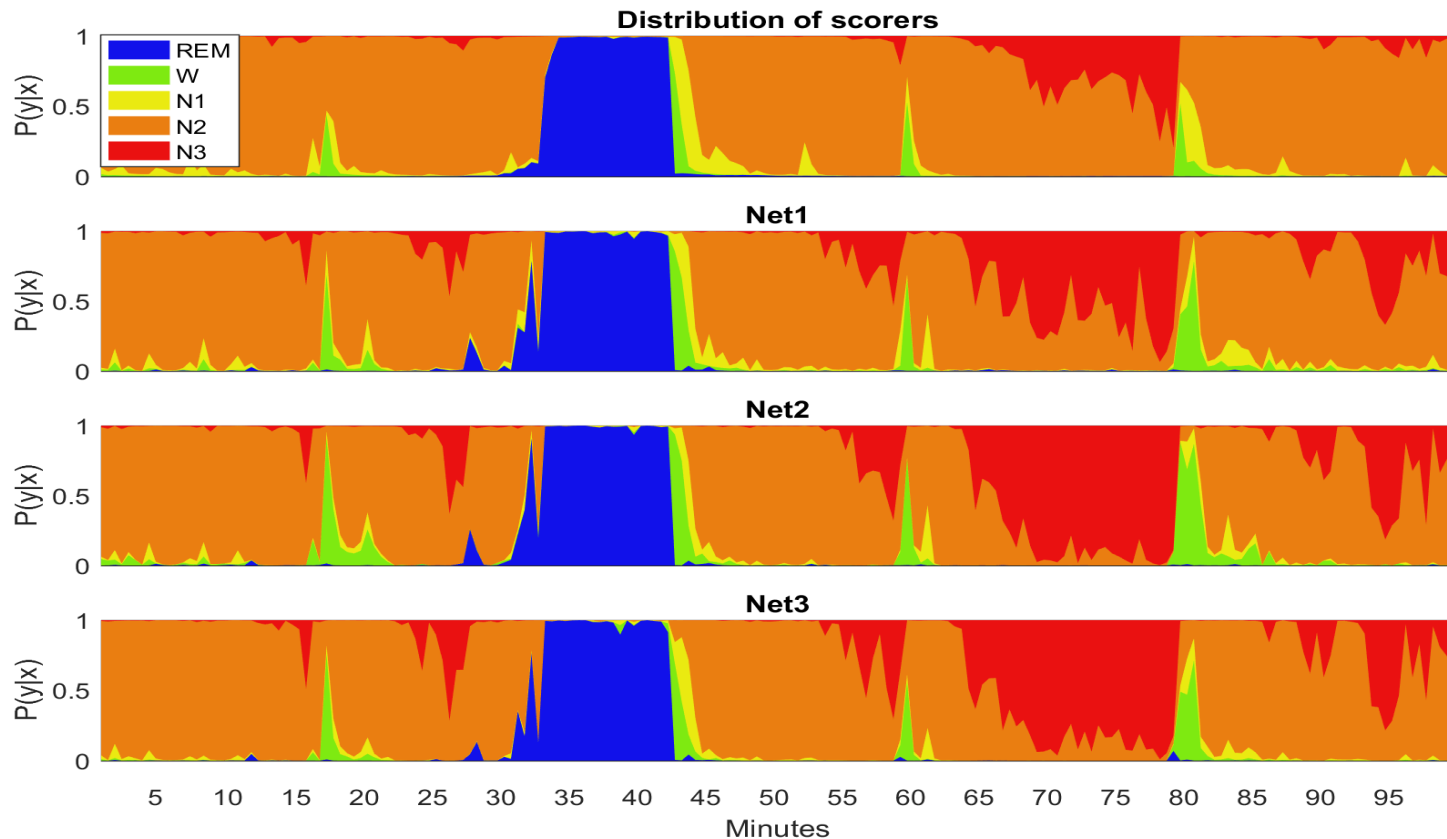 Distribution of scorers
P(y|x)
1
0.5
0
REM
W
N1
N2
N3
Net1
P(y|x)
1
0.5
0
Net2
P(y|x)
1
0.5
0
Net3
P(y|x)
1
0.5
0
5 10 15 20 25 30 35 40 45 50 55 60 65 70 75 80 85 90 95
Minutes